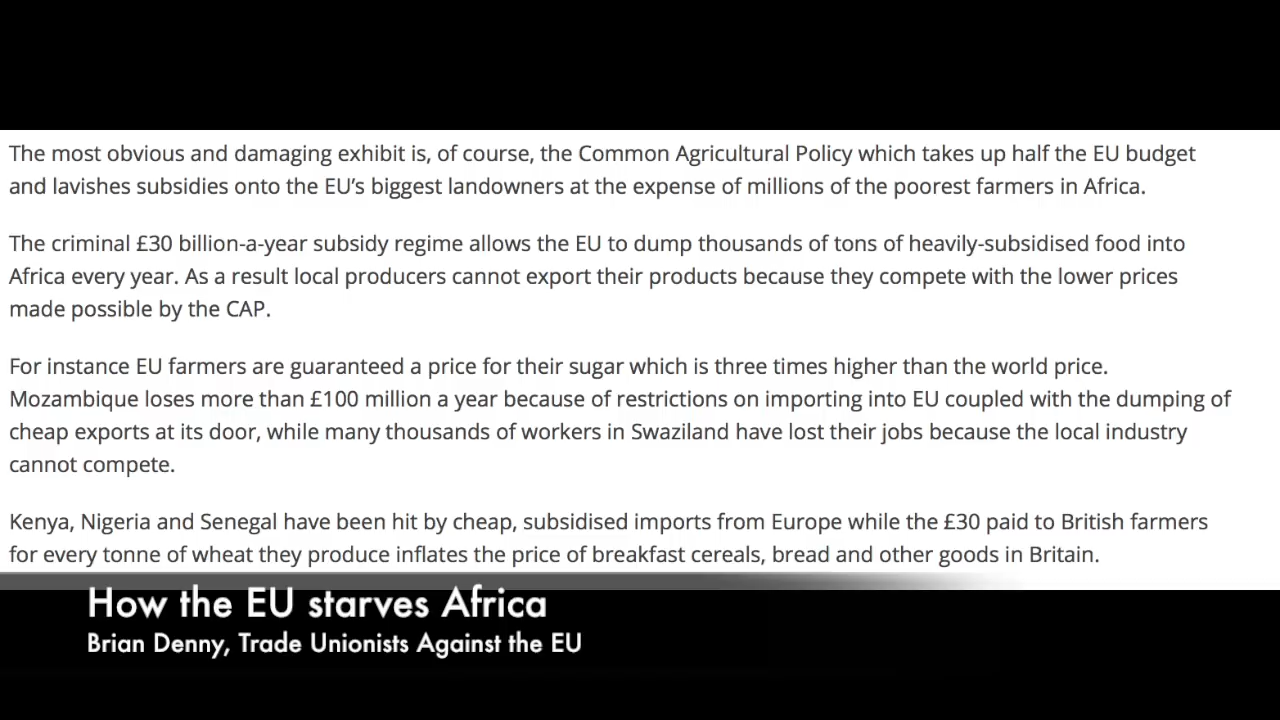 The most obvious and damaging exhibit is, of course, the Common Agricultural Policy which takes up half the EU budget
and lavishes subsidies onto the EU’s biggest landowners at the expense of millions of the poorest farmers in Africa.
The criminal £30 billion-a-year subsidy regime allows the EU to dump thousands of tons of heavily-subsidised food into
Africa every year. As a result local producers cannot export their products because they compete with the lower prices
made possible by the CAP.
For instance EU farmers are guaranteed a price for their sugar which is three times higher than the world price.
Mozambique loses more than £100 million a year because of restrictions on importing into EU coupled with the dumping of
cheap exports at its door, while many thousands of workers in Swaziland have lost their jobs because the local industry
cannot compete.
Kenya, Nigeria and Senegal have been hit by cheap, subsidised imports from Europe while the £30 paid to British farmers
for every tonne of wheat they produce inflates the price of breakfast cereals, bread and other goods in Britain.
How the EU starves Africa
Brian Denny, Trade Unionists Against the EU